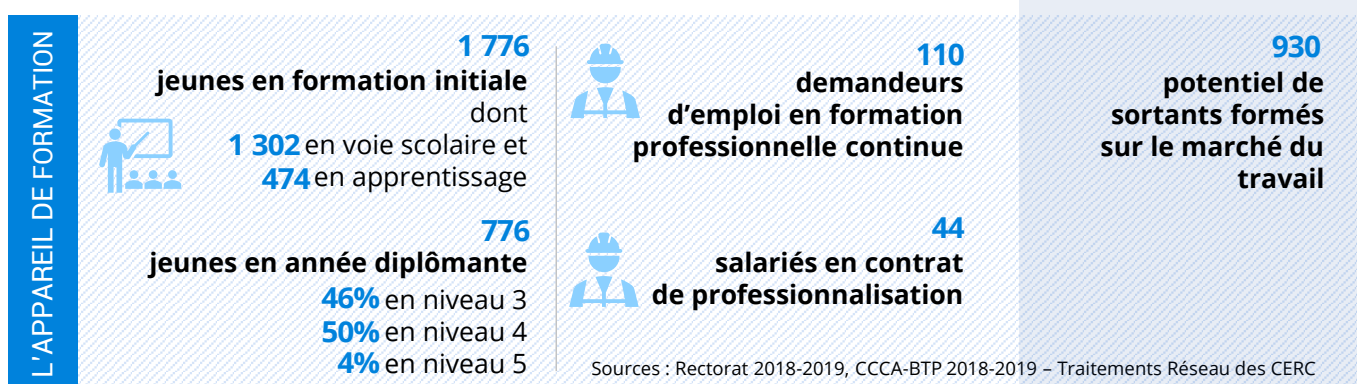 L'APPAREIL DE FORMATION
1 776
jeunes en formation initiale
dont
1 302 en voie scolaire et
474 en apprentissage
776
jeunes en année diplômante
46% en niveau 3
50% en niveau 4
4% en niveau 5
110
demandeurs
d'emploi en formation
professionnelle continue
44
salariés en contrat
de professionnalisation
930
potentiel de
sortants formés
sur le marché du
travail
Sources : Rectorat 2018-2019, CCCA-BTP 2018-2019 – Traitements Réseau des CERC